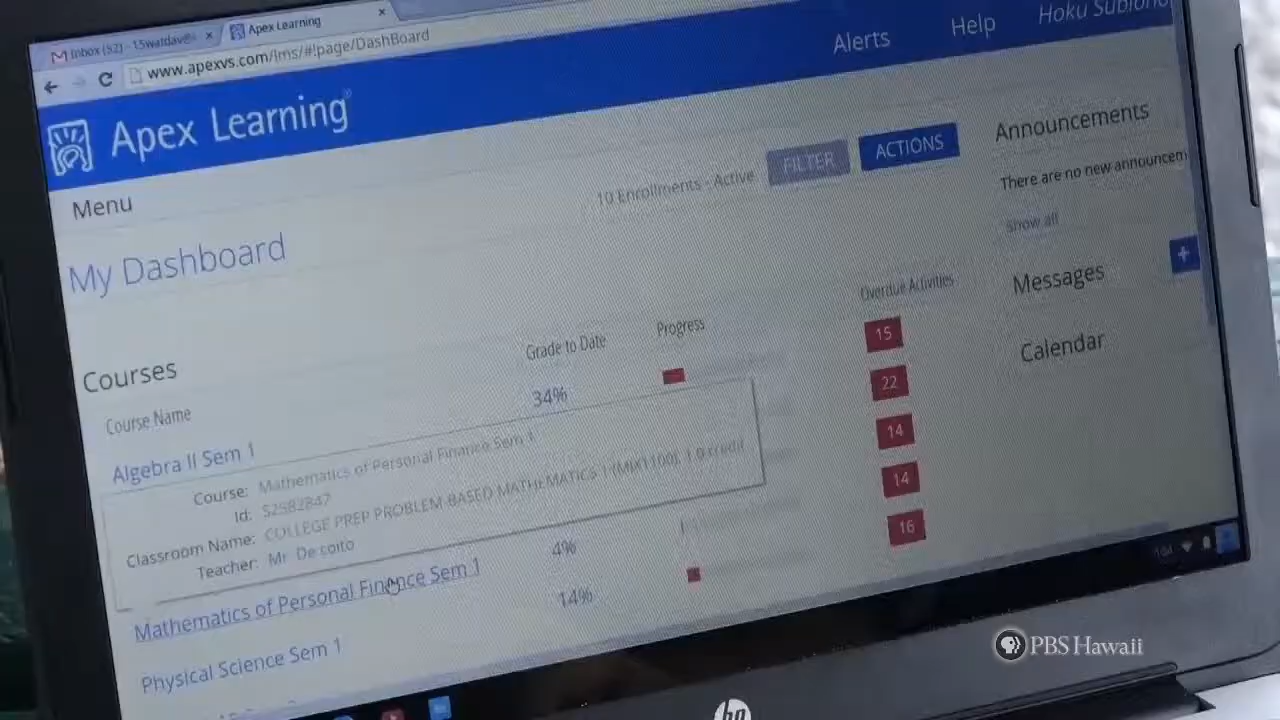 Apex Learning
www.apexvs.com/lms/#!page/DashBoard
Apex Learning
Alerts
Help
Menu
10 Enrollments - Active
FILTER
ACTIONS
Announcements
There are no new announcem
show all
My Dashboard
Messages
Calendar
Courses
Grade to Date
Progress
Overdue Activities
Course Name
Algebra II Sem 1
34%
15
22
14
14
16
Course: Mathematics of Personal Finance Sem 1
Id:
Classroom Name: COLLEGE PREP PROBLEM-BASED MATHEMATICS 1 1.0 credit
Teacher: Mr. De coito
Mathematics of Personal Finance Sem 1
4%
Physical Science Sem 1
14%
PBS Hawaii
hp